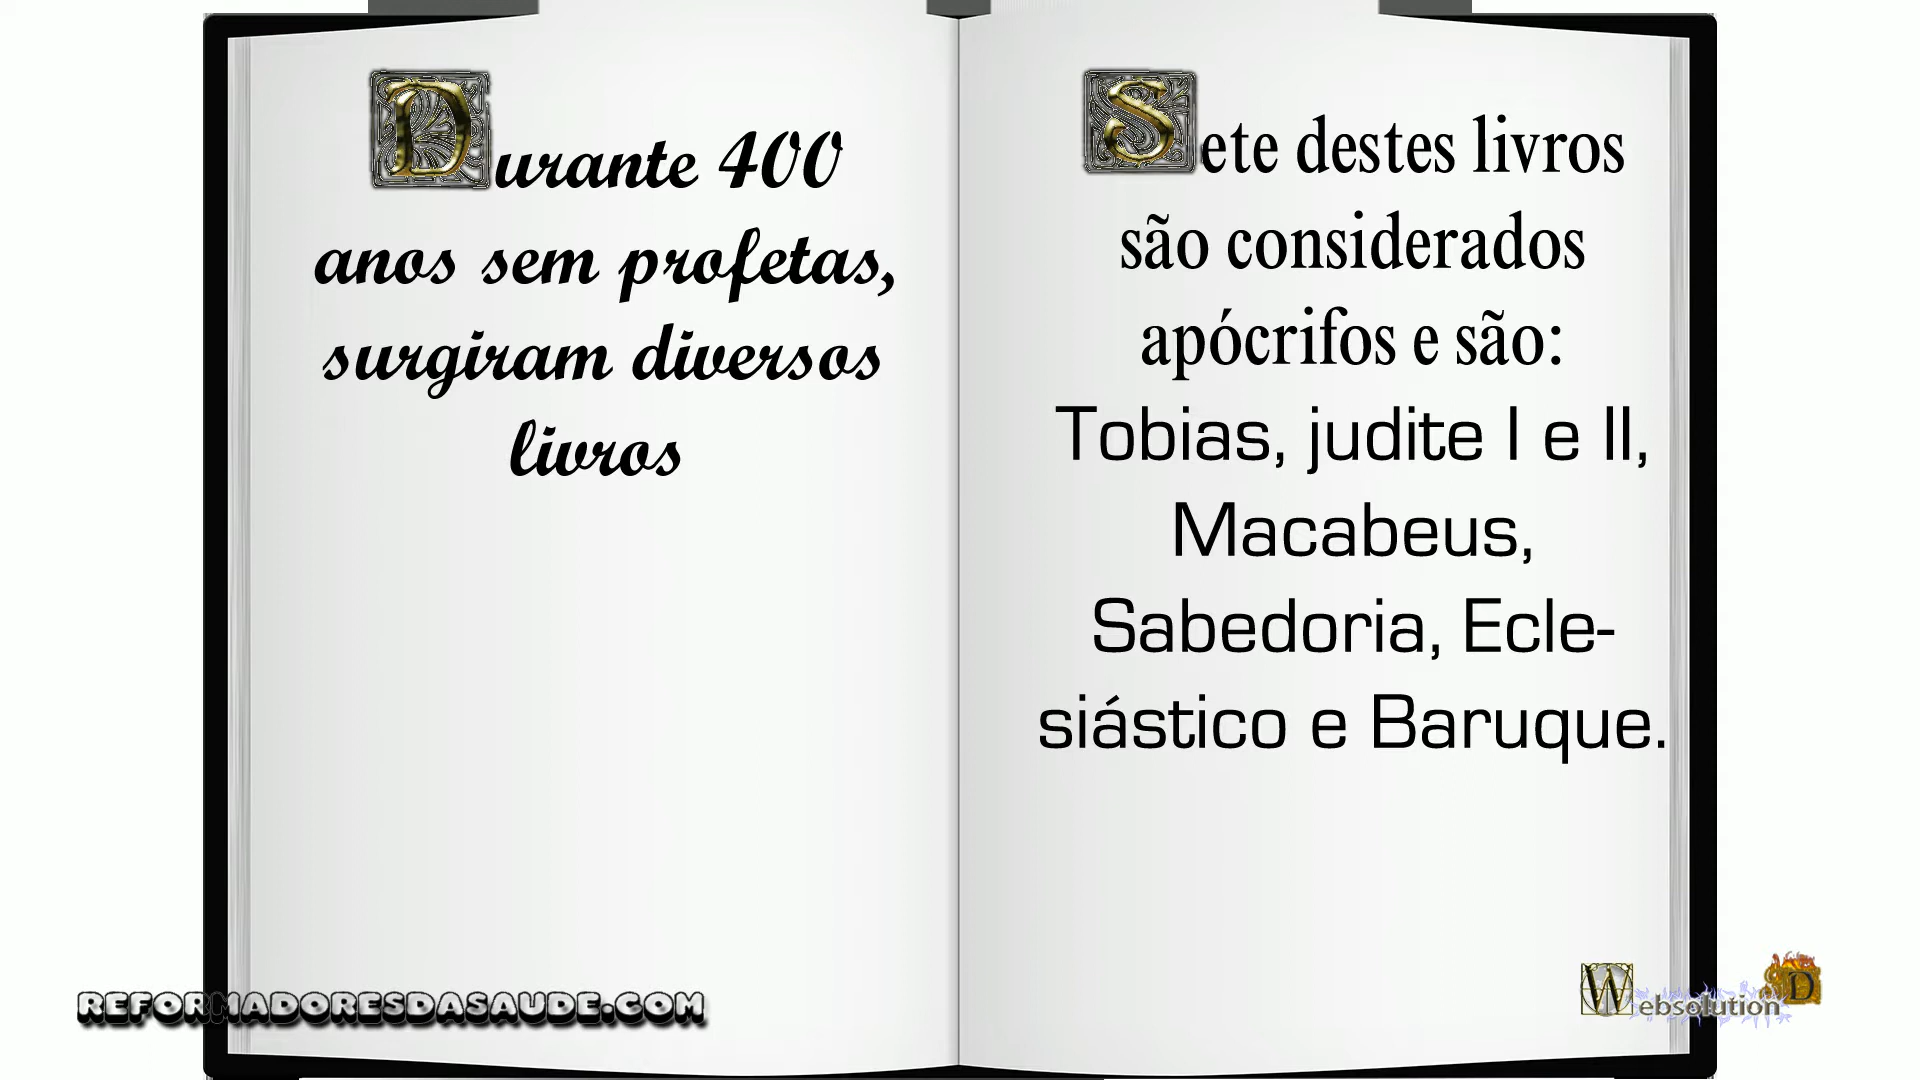 Durante 400
anos sem profetas,
surgiram diversos
livros
Sete destes livros
são considerados
apócrifos e são:
Tobias, judite I e II,
Macabeus,
Sabedoria, Ecle-
siástico e Baruque.
REFORMADORESDASAUDE.COM
Websolution D